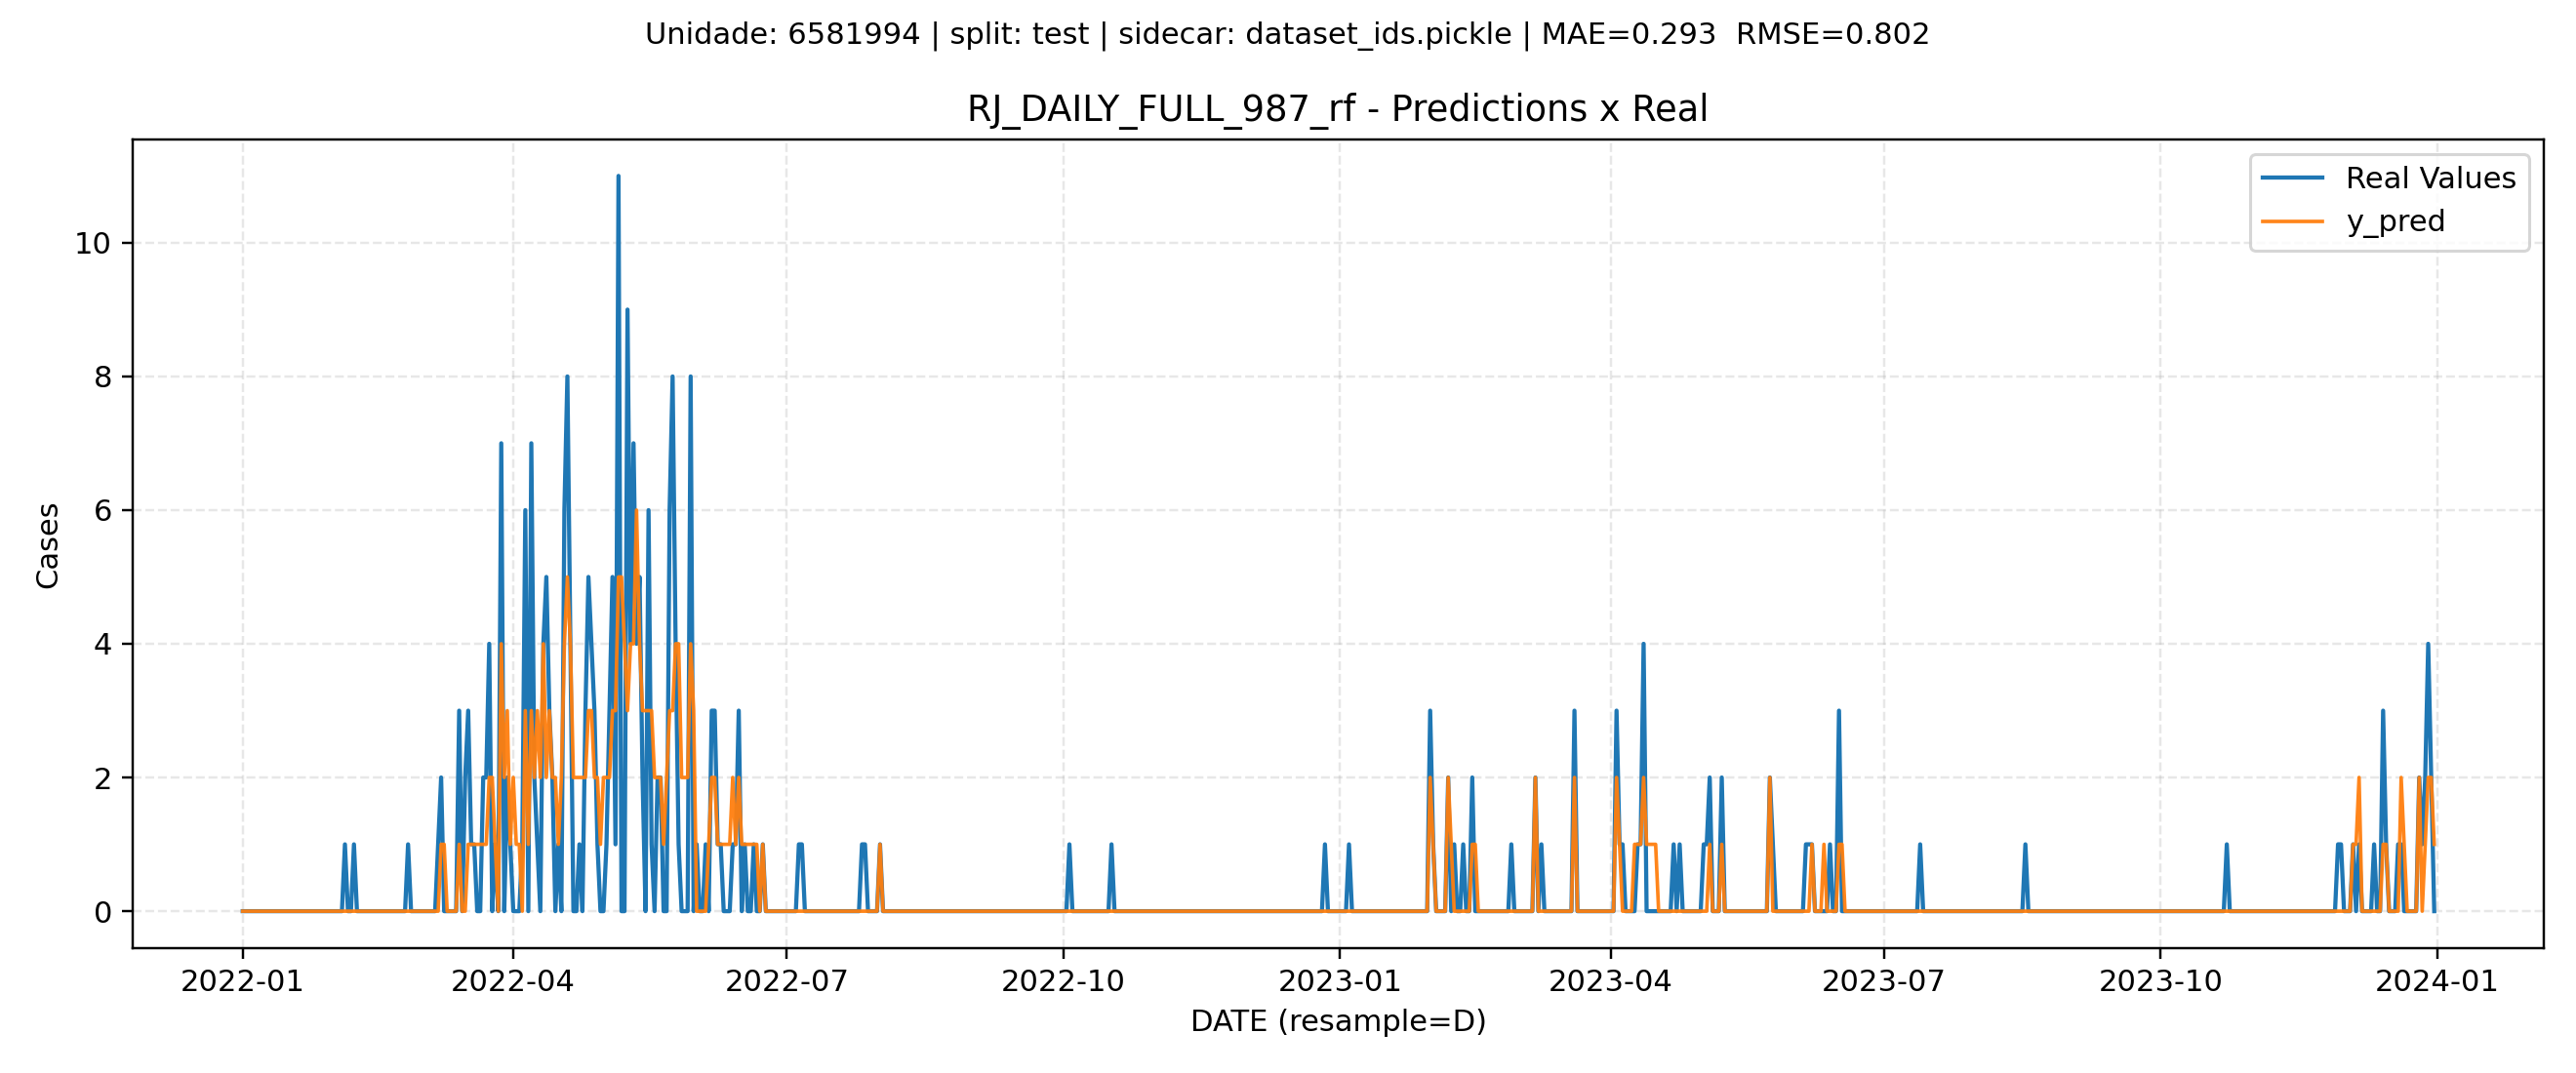 Unidade: 6581994 | split: test | sidecar: dataset_ids.pickle | MAE=0.293  RMSE=0.802
RJ_DAILY_FULL_987_rf - Predictions x Real
Real Values
y_pred
10
8
6
4
2
0
Cases
2022-01
2022-04
2022-07
2022-10
2023-01
2023-04
2023-07
2023-10
2024-01
DATE (resample=D)